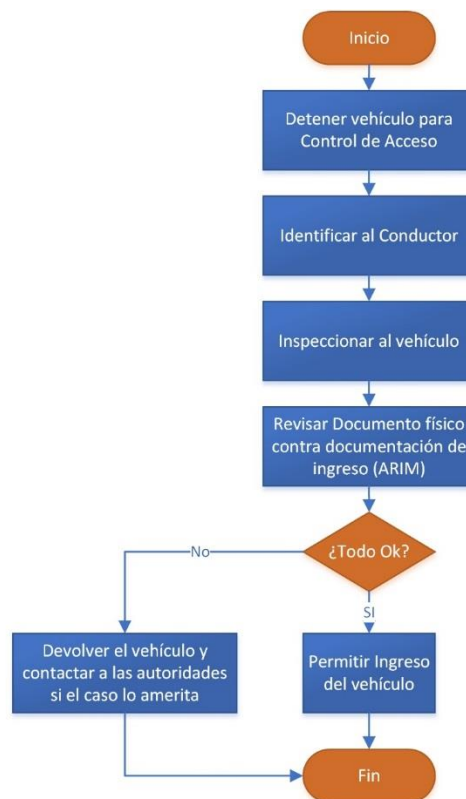 Inicio
Detener vehículo para
Control de Acceso
Identificar al Conductor
Inspeccionar al vehículo
Revisar Documento físico
contra documentación de
ingreso (ARIM)
¿Todo Ok?
No
SI
Devolver el vehículo y
contactar a las autoridades
si el caso lo amerita
Permitir Ingreso
del vehículo
Fin